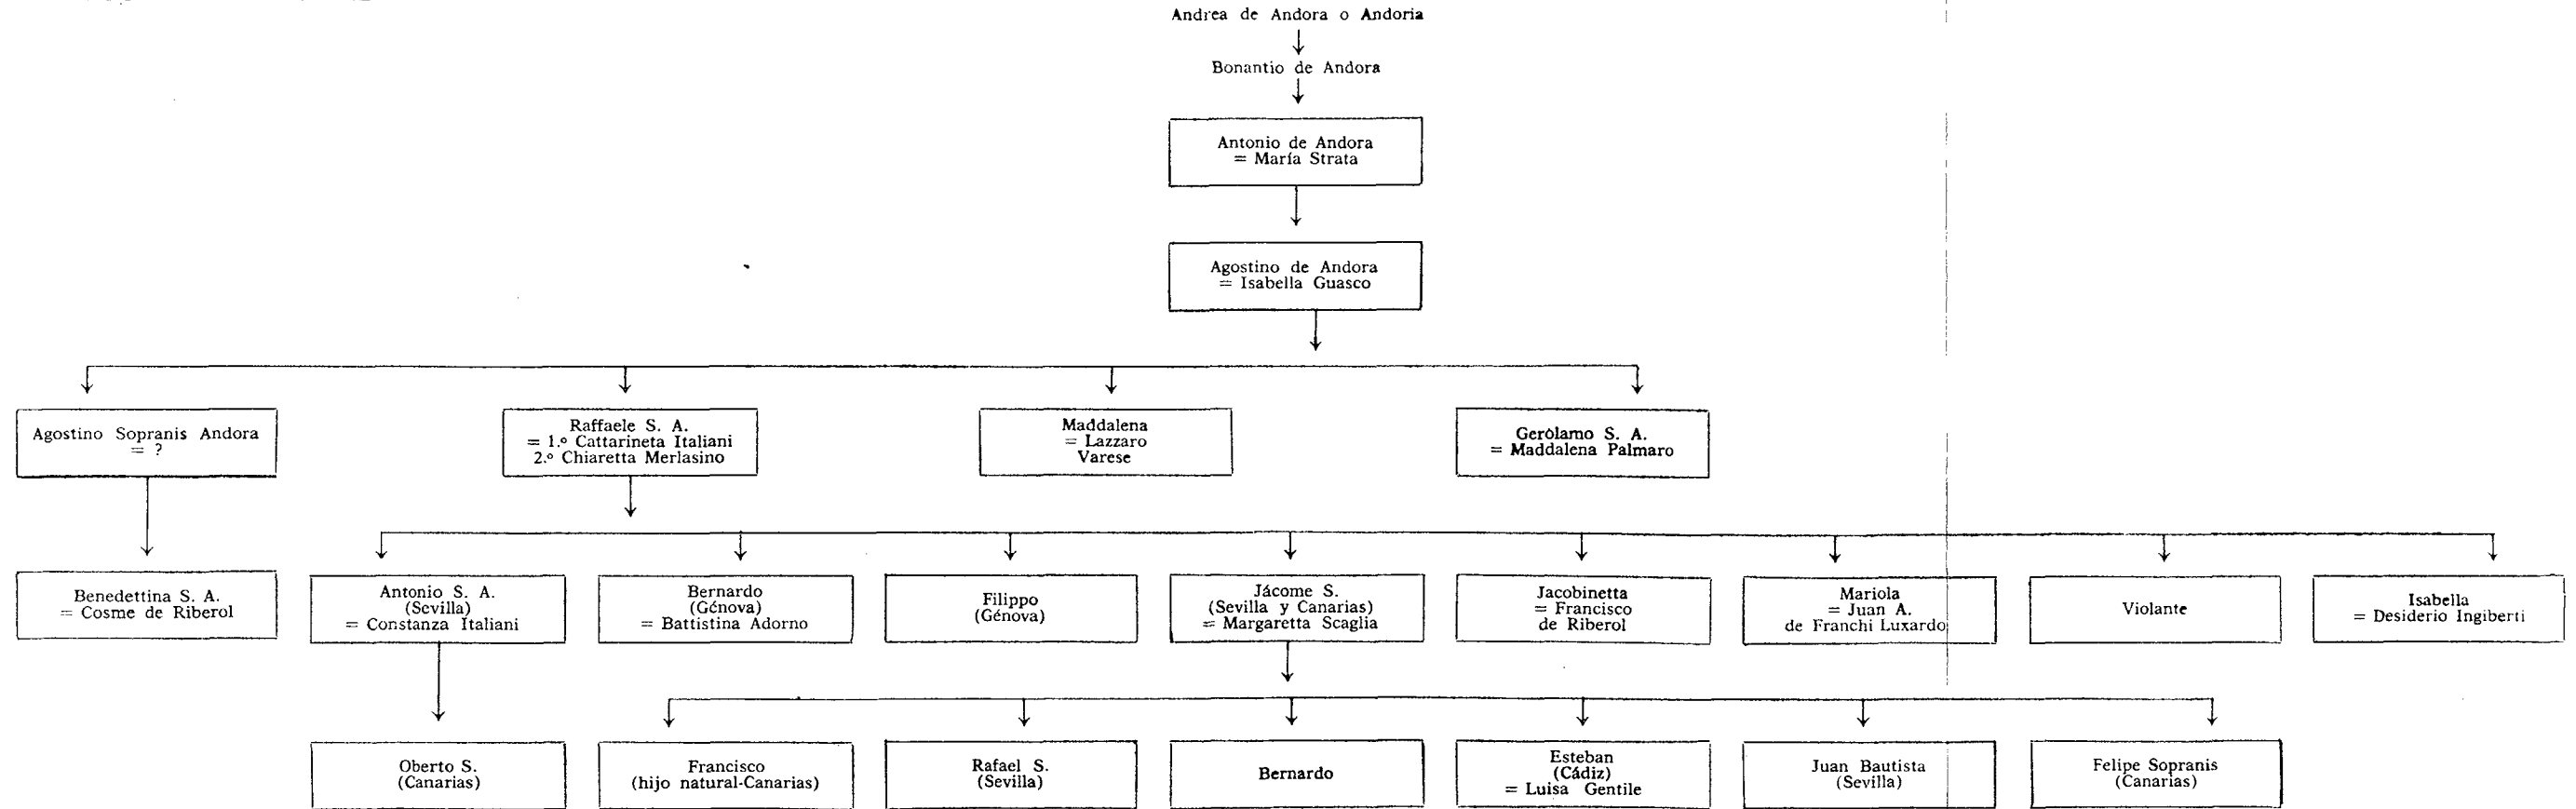 Andrea de Andora o Andoria
Bonantio de Andora
Antonio de Andora
= María Strata
Agostino de Andora
= Isabella Guasco
Agostino Sopranis Andora
= ?
Raffaele S. A.
= 1.º Cattarineta Italiani
2.º Chiaretta Merlasino
Maddalena
= Lazzaro
Varese
Gerólamo S. A.
= Maddalena Palmaro
Benedettina S. A.
= Cosme de Riberol
Antonio S. A.
(Sevilla)
= Constanza Italiani
Bernardo
(Génova)
= Battistina Adorno
Filippo
(Génova)
Jácome S.
(Sevilla y Canarias)
= Margaretta Scaglia
Jacobinetta
= Francisco
de Riberol
Mariola
= Juan A.
de Franchi Luxardo
Violante
Isabella
= Desiderio Ingiberti
Oberto S.
(Canarias)
Francisco
(hijo natural-Canarias)
Rafael S.
(Sevilla)
Bernardo
Esteban
(Cádiz)
= Luisa Gentile
Juan Bautista
(Sevilla)
Felipe Sopranis
(Canarias)